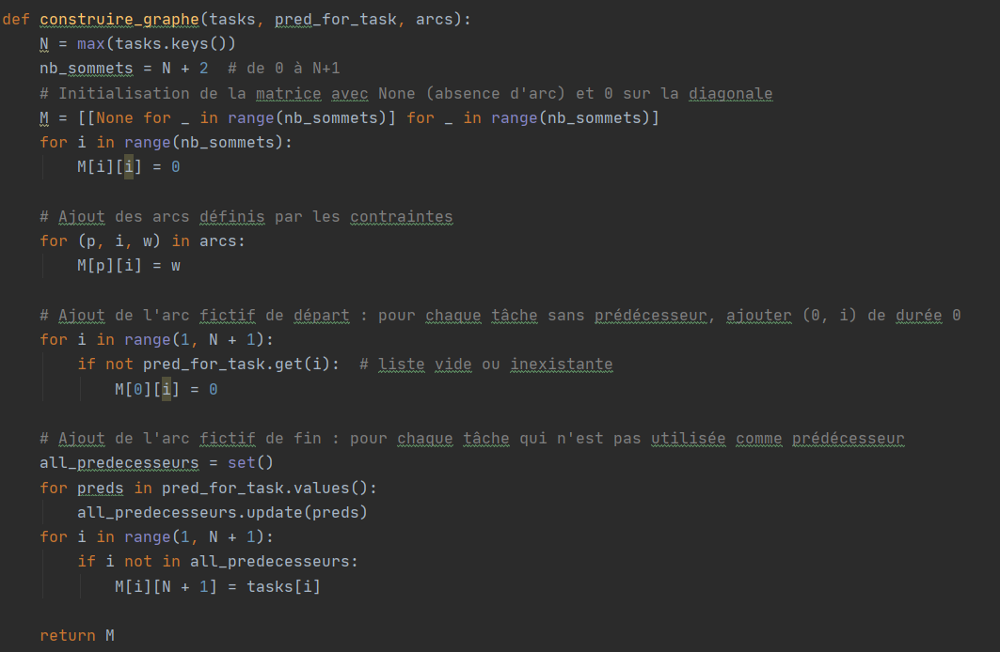 def construire_graphe(tasks, pred_for_task, arcs):
    N = max(tasks.keys())
    nb_sommets = N + 2  # de 0 à N+1
    # Initialisation de la matrice avec None (absence d'arc) et 0 sur la diagonale
    M = [[None for _ in range(nb_sommets)] for _ in range(nb_sommets)]
    for i in range(nb_sommets):
        M[i][i] = 0

    # Ajout des arcs définis par les contraintes
    for (p, i, w) in arcs:
        M[p][i] = w

    # Ajout de l'arc fictif de départ : pour chaque tâche sans prédécesseur, ajouter (0, i) de durée 0
    for i in range(1, N + 1):
        if not pred_for_task.get(i):  # liste vide ou inexistante
            M[0][i] = 0

    # Ajout de l'arc fictif de fin : pour chaque tâche qui n'est pas utilisée comme prédécesseur
    all_predecesseurs = set()
    for preds in pred_for_task.values():
        all_predecesseurs.update(preds)
    for i in range(1, N + 1):
        if i not in all_predecesseurs:
            M[i][N + 1] = tasks[i]

    return M